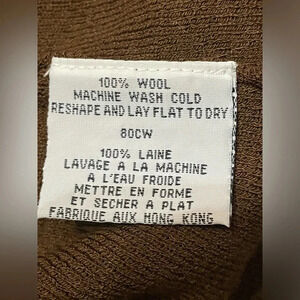 100% WOOL
MACHINE WASH COLD
RESHAPE AND LAY FLAT TO DRY
80CW
100% LAINE
LAVAGE A LA MACHINE
A L'EAU FROIDE
METTRE EN FORME
ET SECHER A PLAT
FABRIQUE AUX HONG KONG